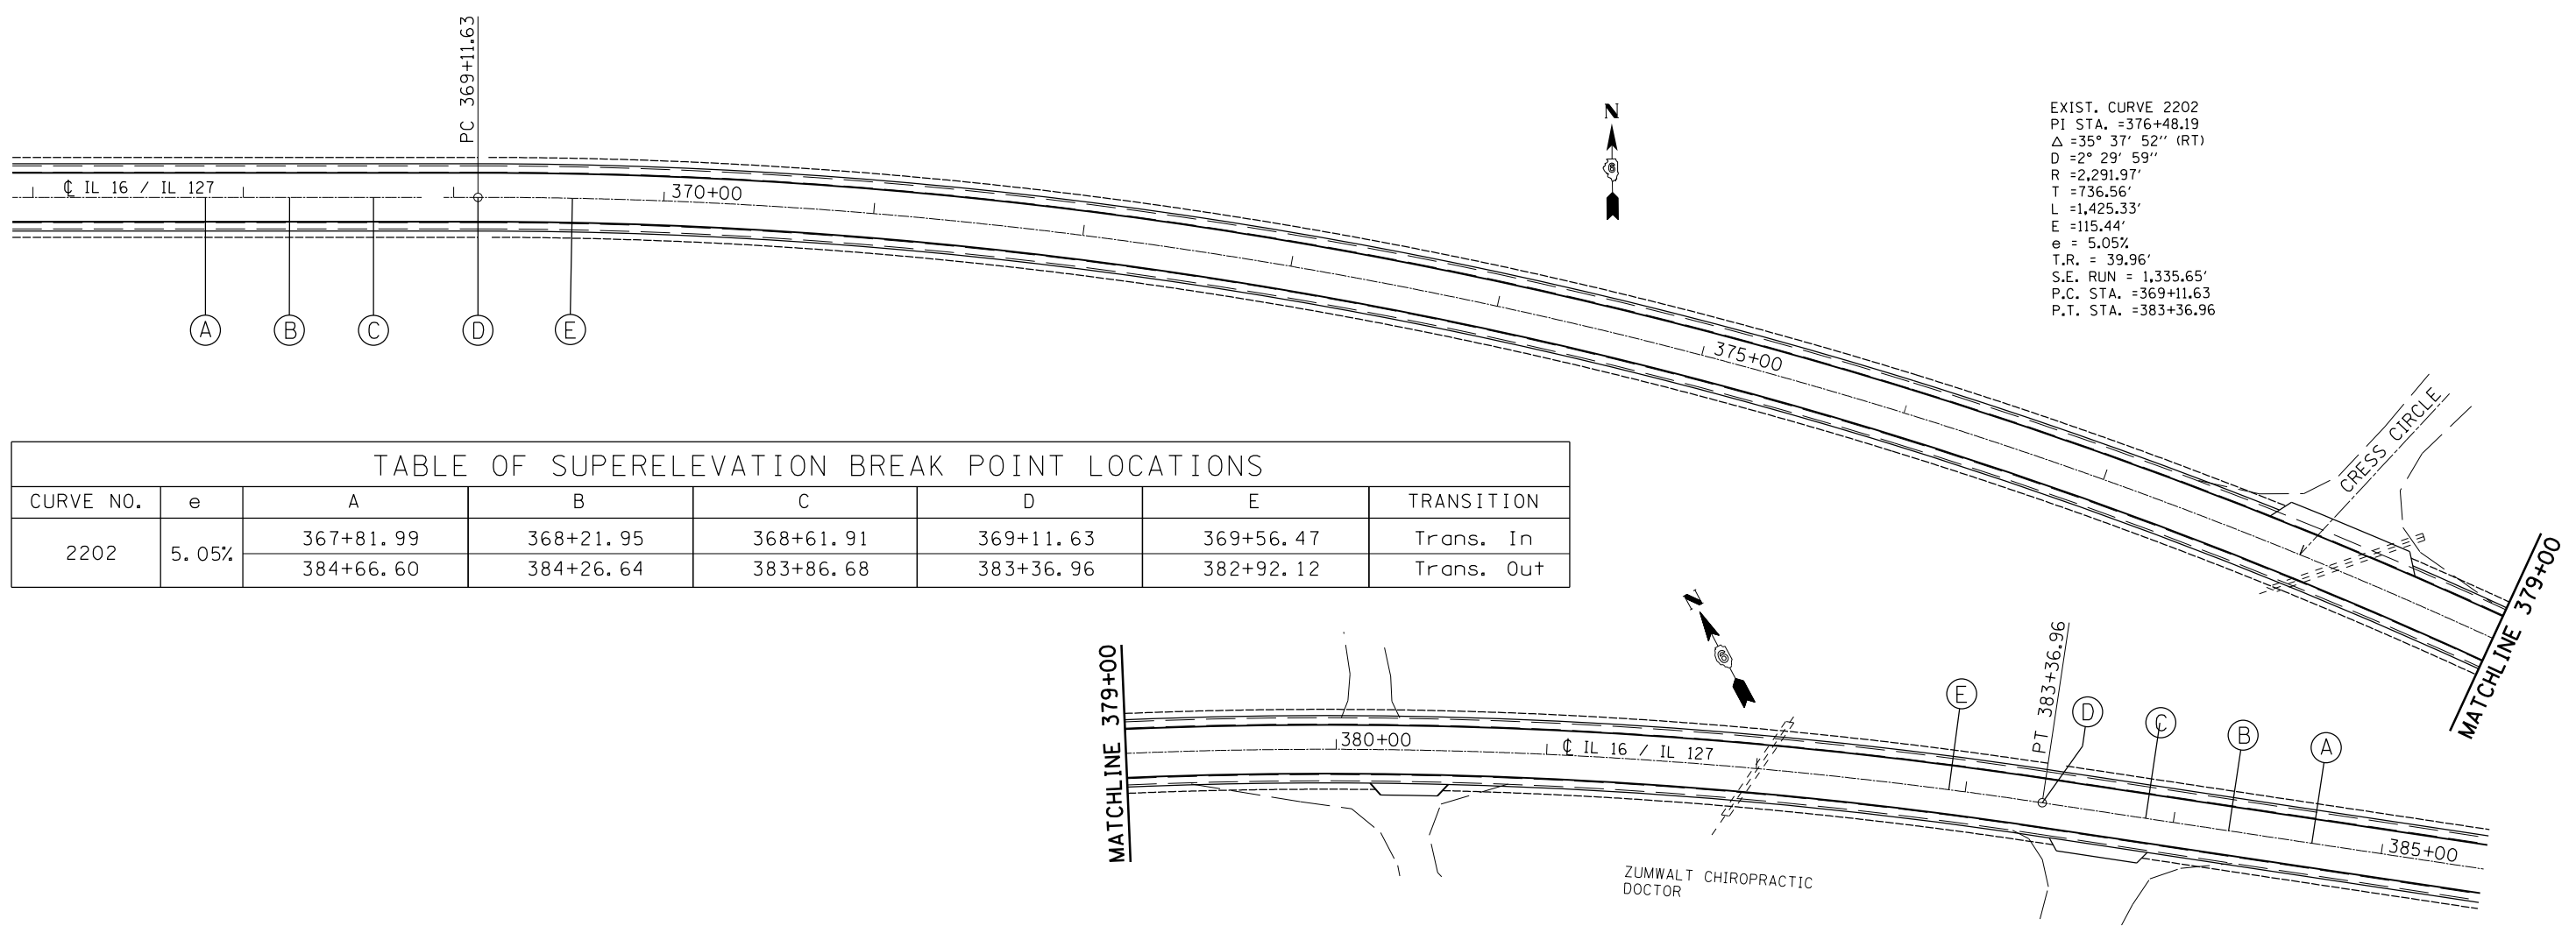 PC 369+11.63
℄ IL 16 / IL 127
370+00
A
B
C
D
E
N
6
375+00
EXIST. CURVE 2202
PI STA. =376+48.19
Δ =35° 37' 52" (RT)
D =2° 29' 59"
R =2,291.97'
T =736.56'
L =1,425.33'
E =115.44'
e = 5.05%
T.R. = 39.96'
S.E. RUN = 1,335.65'
P.C. STA. =369+11.63
P.T. STA. =383+36.96
CRESS CIRCLE
MATCHLINE 379+00
TABLE OF SUPERELEVATION BREAK POINT LOCATIONS
CURVE NO. e A B C D E TRANSITION
2202 5.05% 367+81.99 368+21.95 368+61.91 369+11.63 369+56.47 Trans. In
384+66.60 384+26.64 383+86.68 383+36.96 382+92.12 Trans. Out
MATCHLINE 379+00
380+00
℄ IL 16 / IL 127
N
6
E
PT 383+36.96
D
C
B
A
385+00
ZUMWALT CHIROPRACTIC
DOCTOR